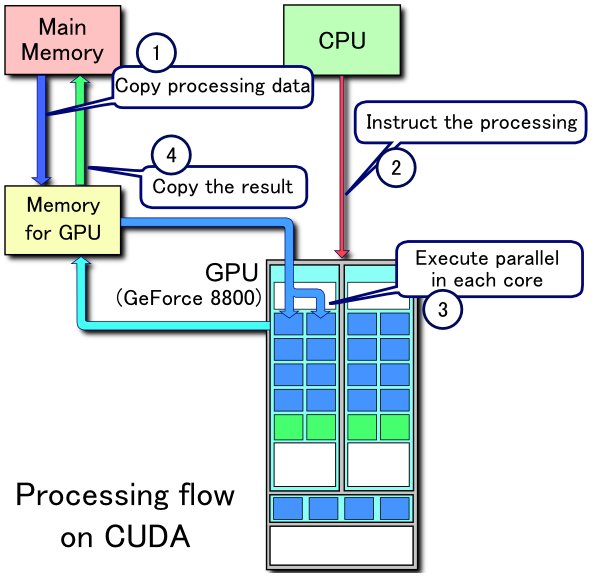 Main
Memory
CPU
1
Copy processing data
Instruct the processing
2
4
Copy the result
Memory
for GPU
GPU
(GeForce 8800)
Execute parallel
in each core
3
Processing flow
on CUDA